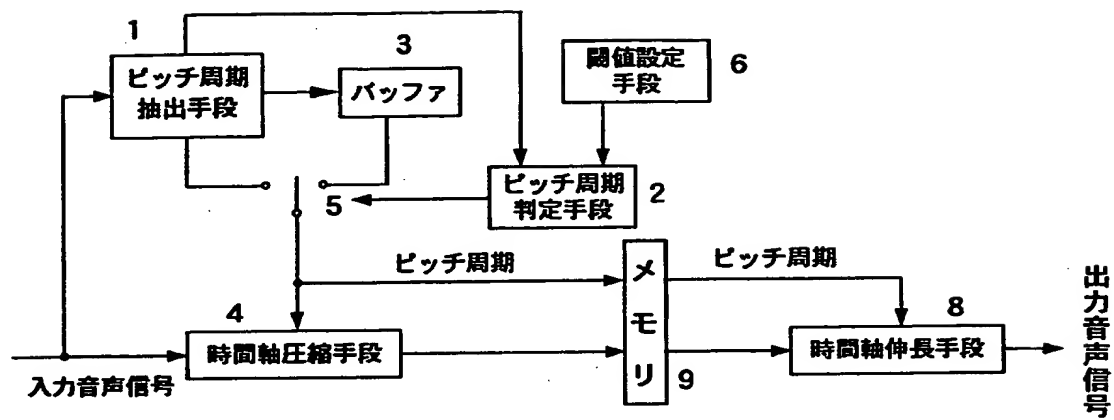 1
ピッチ周期
抽出手段
3
バッファ
閾値設定
手段
6
ピッチ周期
判定手段
2
5
ピッチ周期
メモリ
9
ピッチ周期
4
時間軸圧縮手段
入力音声信号
8
時間軸伸長手段
出力音声信号